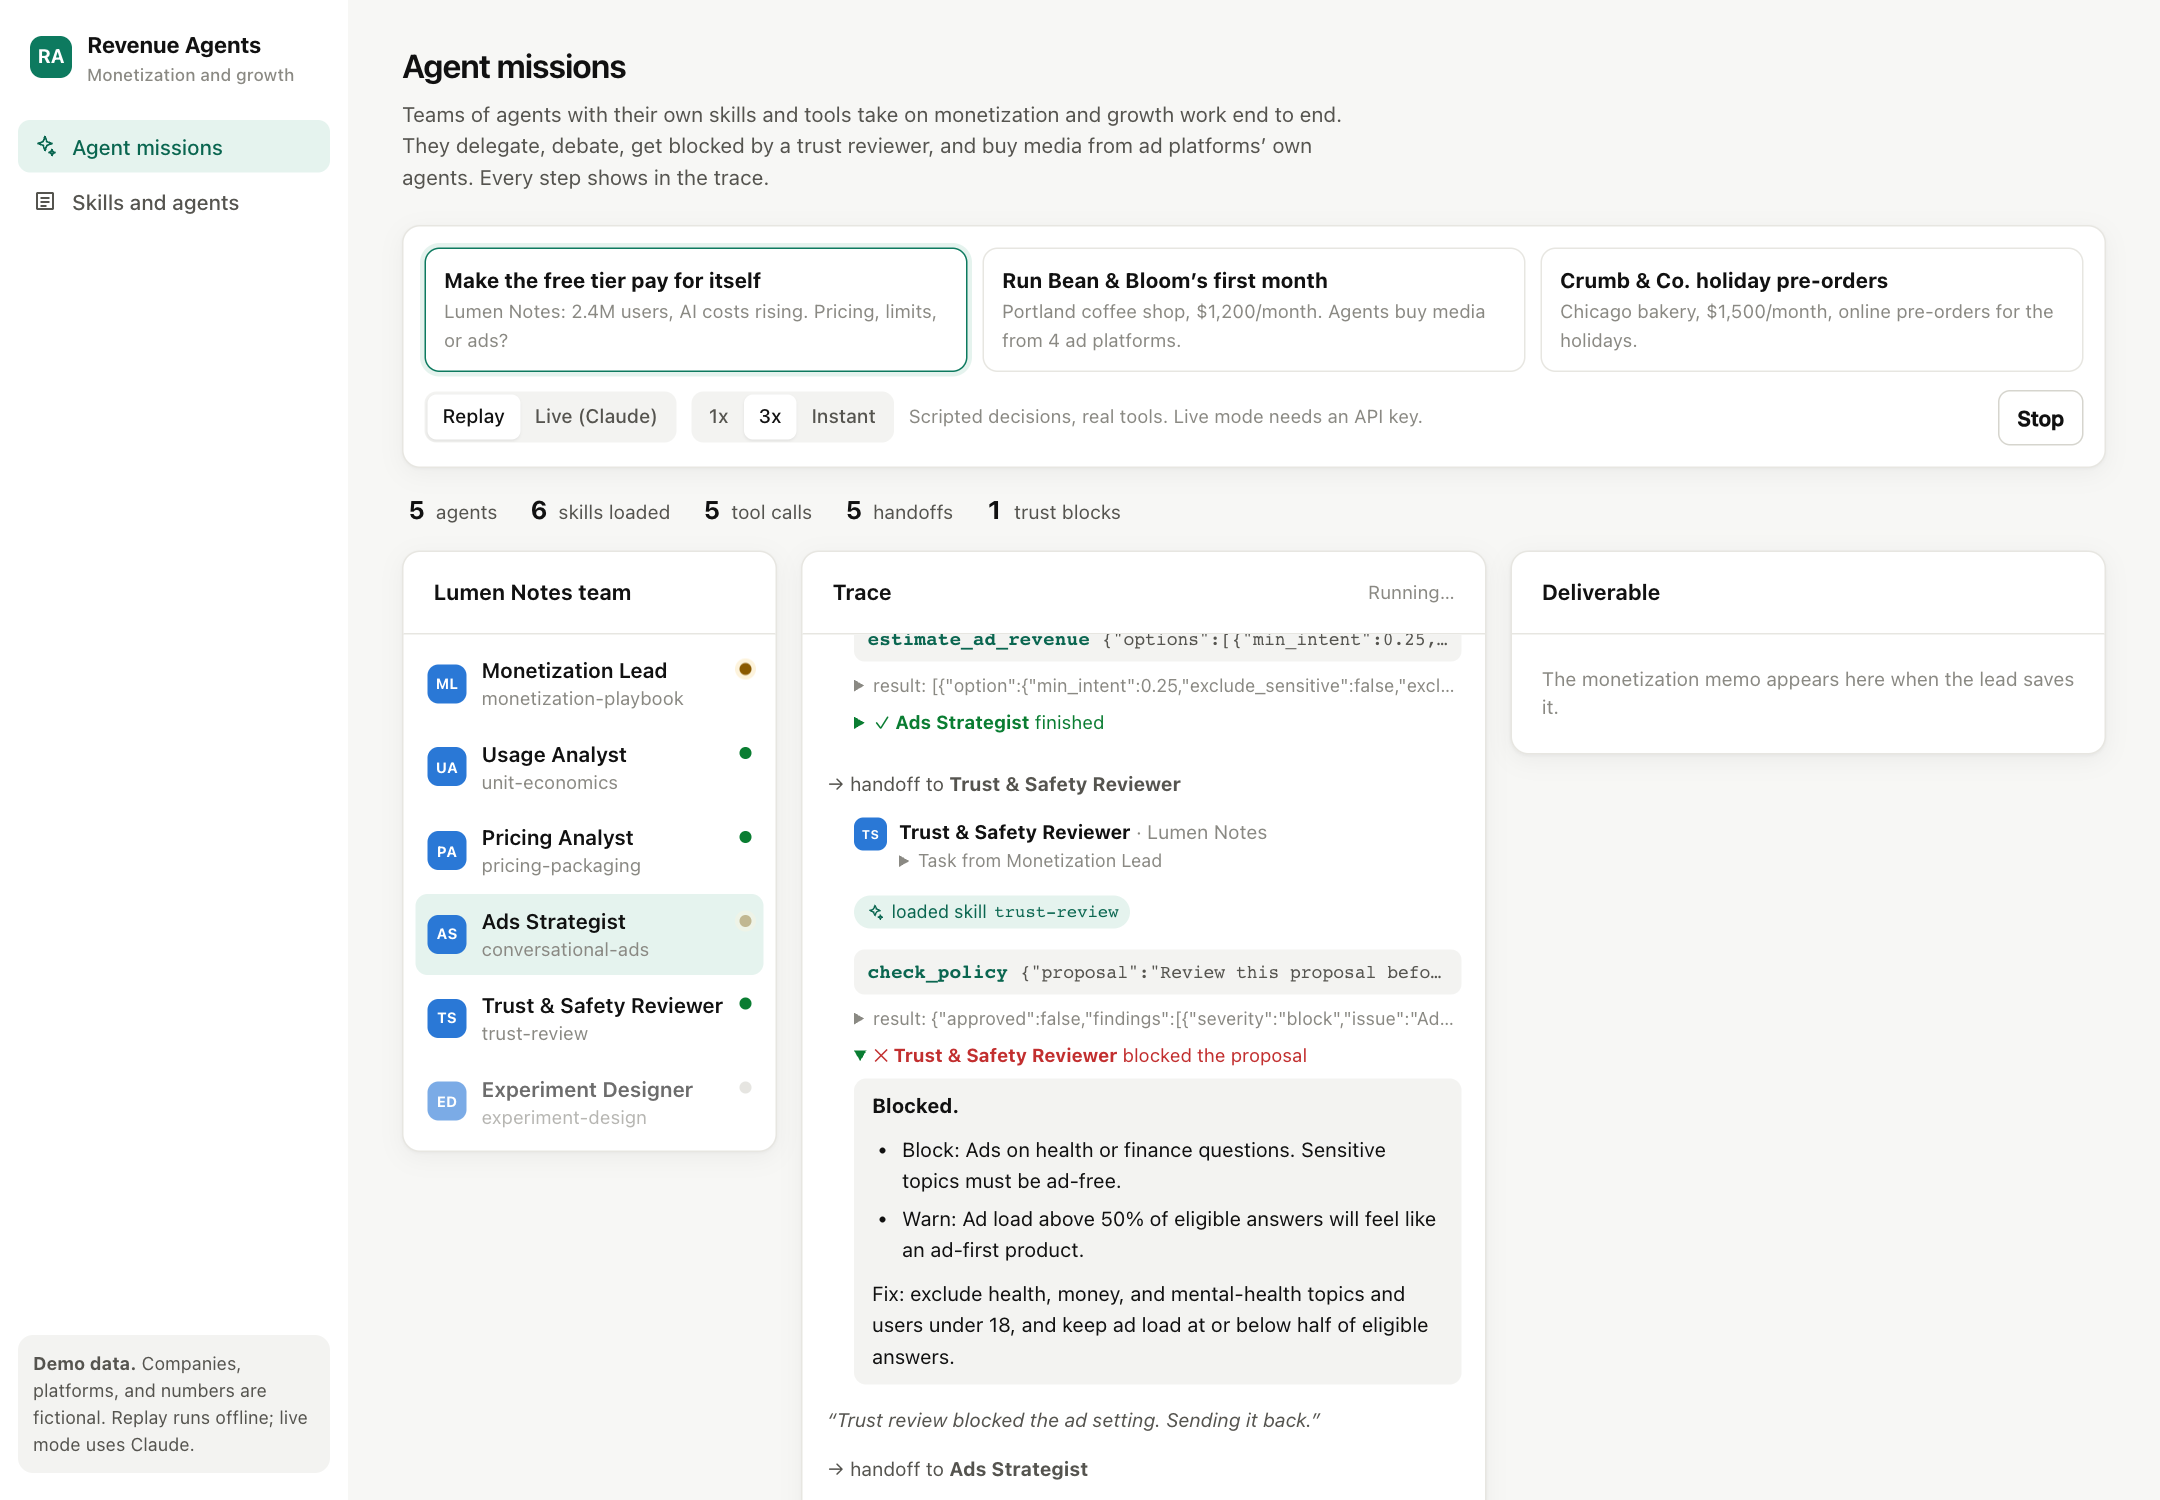 RA
Revenue Agents
Monetization and growth
Agent missions
Skills and agents
Demo data. Companies,
platforms, and numbers are
fictional. Replay runs offline; live
mode uses Claude.
Agent missions
Teams of agents with their own skills and tools take on monetization and growth work end to end.
They delegate, debate, get blocked by a trust reviewer, and buy media from ad platforms’ own
agents. Every step shows in the trace.
Make the free tier pay for itself
Lumen Notes: 2.4M users, AI costs rising. Pricing, limits,
or ads?
Run Bean & Bloom’s first month
Portland coffee shop, $1,200/month. Agents buy media
from 4 ad platforms.
Crumb & Co. holiday pre-orders
Chicago bakery, $1,500/month, online pre-orders for the
holidays.
Replay Live (Claude) 1x 3x Instant Scripted decisions, real tools. Live mode needs an API key. Stop
5 agents 6 skills loaded 5 tool calls 5 handoffs 1 trust blocks
Lumen Notes team
ML Monetization Lead
monetization-playbook
UA Usage Analyst
unit-economics
PA Pricing Analyst
pricing-packaging
AS Ads Strategist
conversational-ads
TS Trust & Safety Reviewer
trust-review
ED Experiment Designer
experiment-design
Trace Running...
estimate_ad_revenue {"options":[{"min_intent":0.25,…
result: [{"option":{"min_intent":0.25,"exclude_sensitive":false,"excl...
✓ Ads Strategist finished
→ handoff to Trust & Safety Reviewer
TS Trust & Safety Reviewer · Lumen Notes
Task from Monetization Lead
loaded skill trust-review
check_policy {"proposal":"Review this proposal befo…
result: {"approved":false,"findings":[{"severity":"block","issue":"Ad...
Trust & Safety Reviewer blocked the proposal
Blocked.
• Block: Ads on health or finance questions. Sensitive
topics must be ad-free.
• Warn: Ad load above 50% of eligible answers will feel like
an ad-first product.
Fix: exclude health, money, and mental-health topics and
users under 18, and keep ad load at or below half of eligible
answers.
“Trust review blocked the ad setting. Sending it back.”
→ handoff to Ads Strategist
Deliverable
The monetization memo appears here when the lead saves
it.